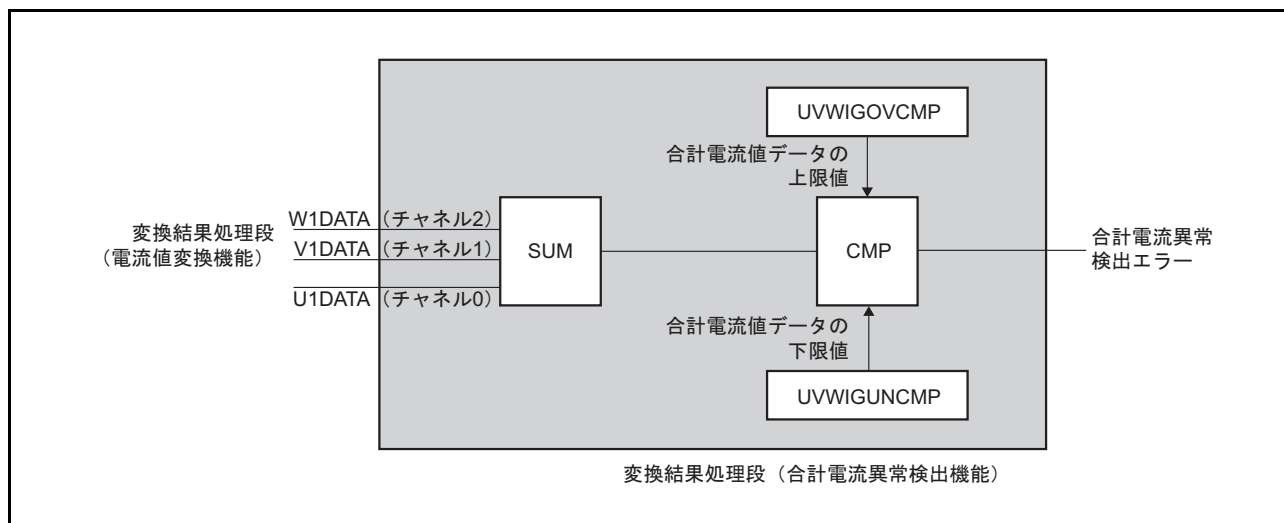 UVWIGOVCMP
合計電流値データの
上限値
変換結果処理段
（電流値変換機能）
W1DATA（チャネル2）
V1DATA（チャネル1）
U1DATA（チャネル0）
SUM
CMP
合計電流異常
検出エラー
合計電流値データの
下限値
UVWIGUNCMP
変換結果処理段（合計電流異常検出機能）